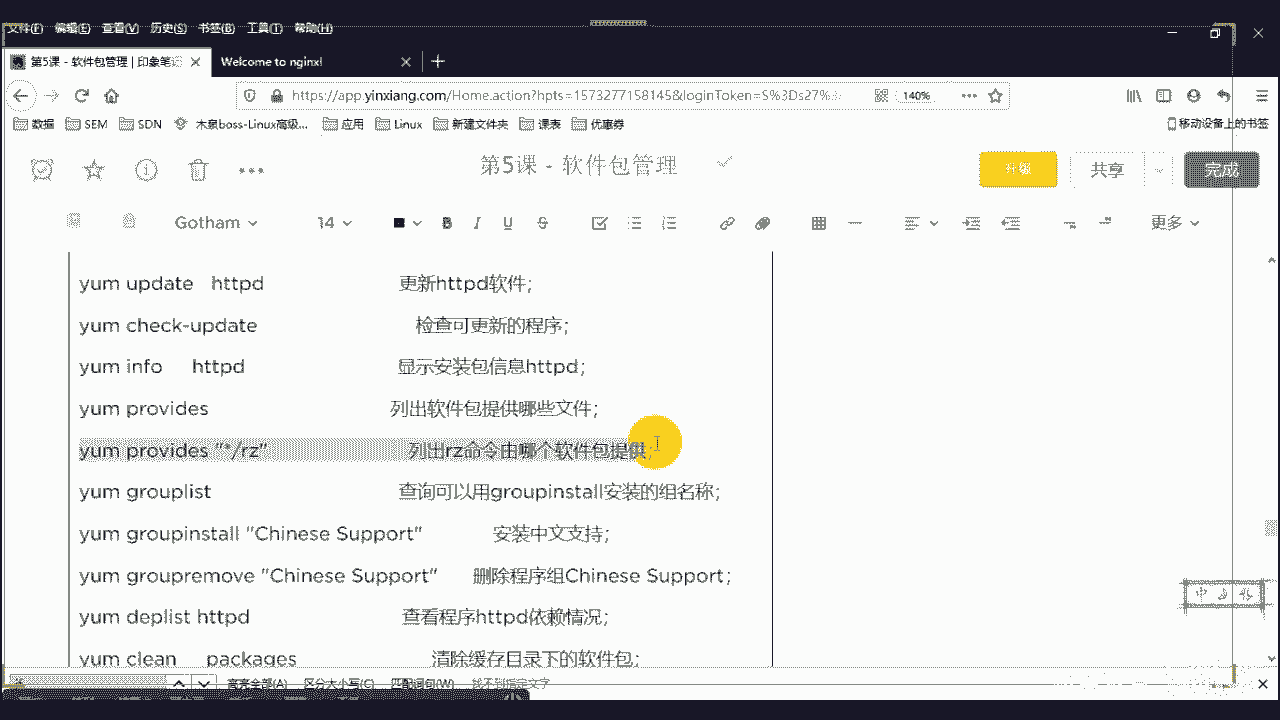 文件(F) 编辑(E) 查看(V) 历史(S) 书签(B) 工具(T) 帮助(H)
第5课 - 软件包管理 | 印象笔记
Welcome to nginx!
https://app.yinxiang.com/Home.action?hpts=1573277158145&loginToken=S%3Ds27%3
140%
数据 SEM SDN 木泉boss-Linux高级... 应用 Linux 新建文件夹 课表 优惠券
移动设备上的书签
第5课 - 软件包管理
升级 共享 完成
Gotham 14 B I U S 更多
yum update httpd 更新httpd软件;
yum check-update 检查可更新的程序;
yum info httpd 显示安装包信息httpd;
yum provides 列出软件包提供哪些文件;
yum provides "*/rz" 列出rz命令由哪个软件包提供;
yum grouplist 查询可以用groupinstall安装的组名称;
yum groupinstall "Chinese Support" 安装中文支持;
yum groupremove "Chinese Support" 删除程序组Chinese Support;
yum deplist httpd 查看程序httpd依赖情况;
yum clean packages 清除缓存目录下的软件包;
高亮全部(A) 区分大小写(C) 匹配词句(W) 找不到指定文字